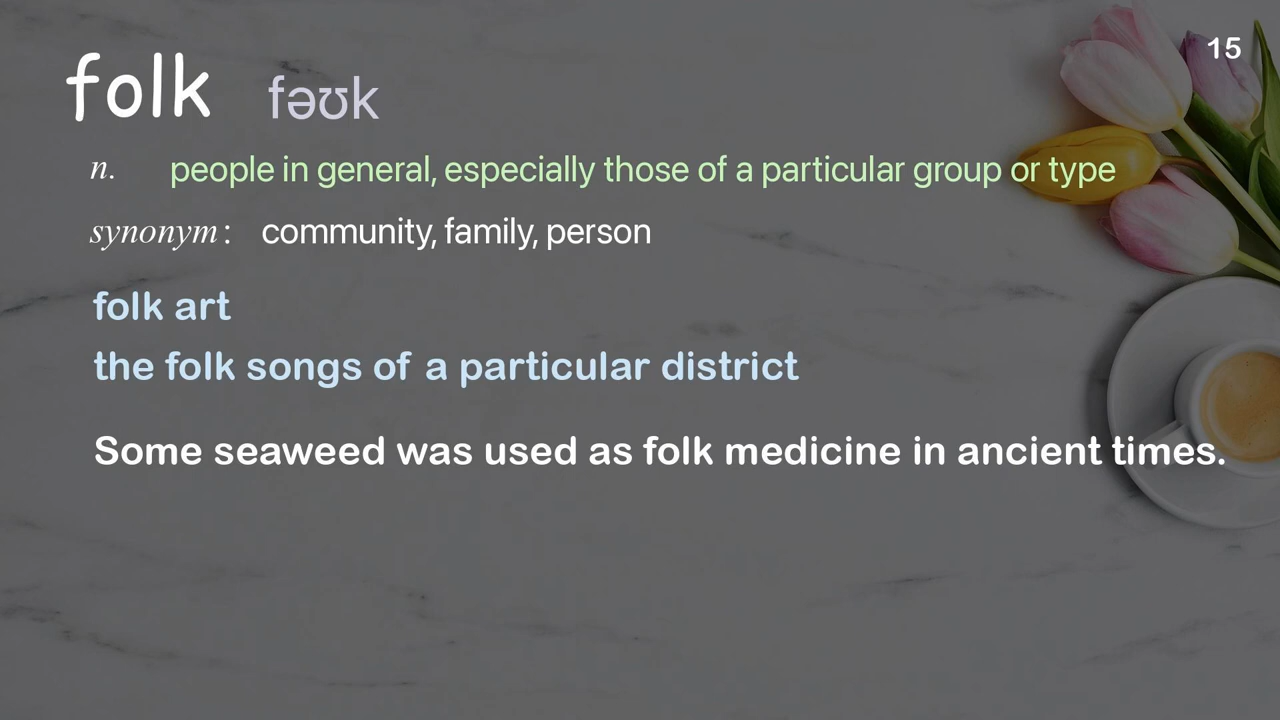 15
folk fəʊk
n. people in general, especially those of a particular group or type
synonym: community, family, person
folk art
the folk songs of a particular district
Some seaweed was used as folk medicine in ancient times.